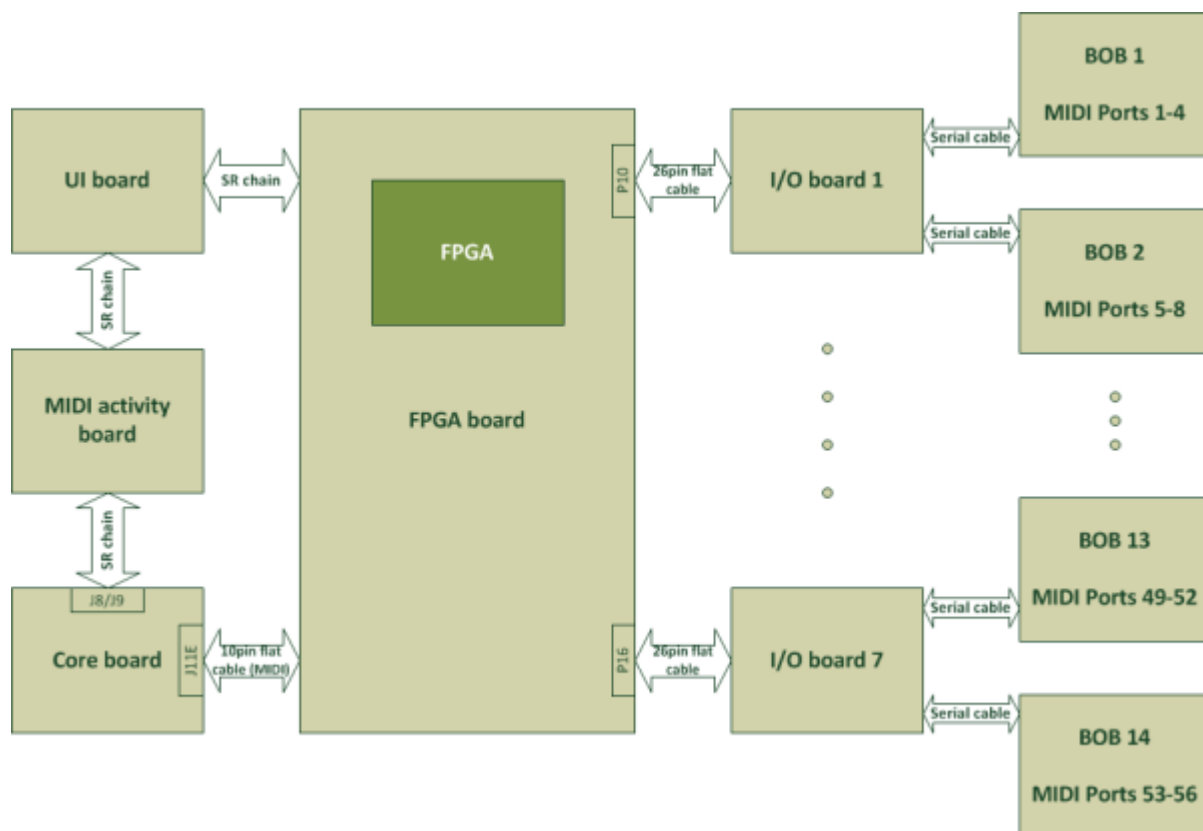 BOB 1
MIDI Ports 1-4
Serial cable
UI board
SR chain
P10
26pin flat
cable
I/O board 1
Serial cable
BOB 2
MIDI Ports 5-8
FPGA
SR chain
MIDI activity
board
FPGA board
SR chain
BOB 13
MIDI Ports 49-52
Serial cable
J8/J9
Core board
J11E
10pin flat
cable (MIDI)
P16
26pin flat
cable
I/O board 7
Serial cable
BOB 14
MIDI Ports 53-56